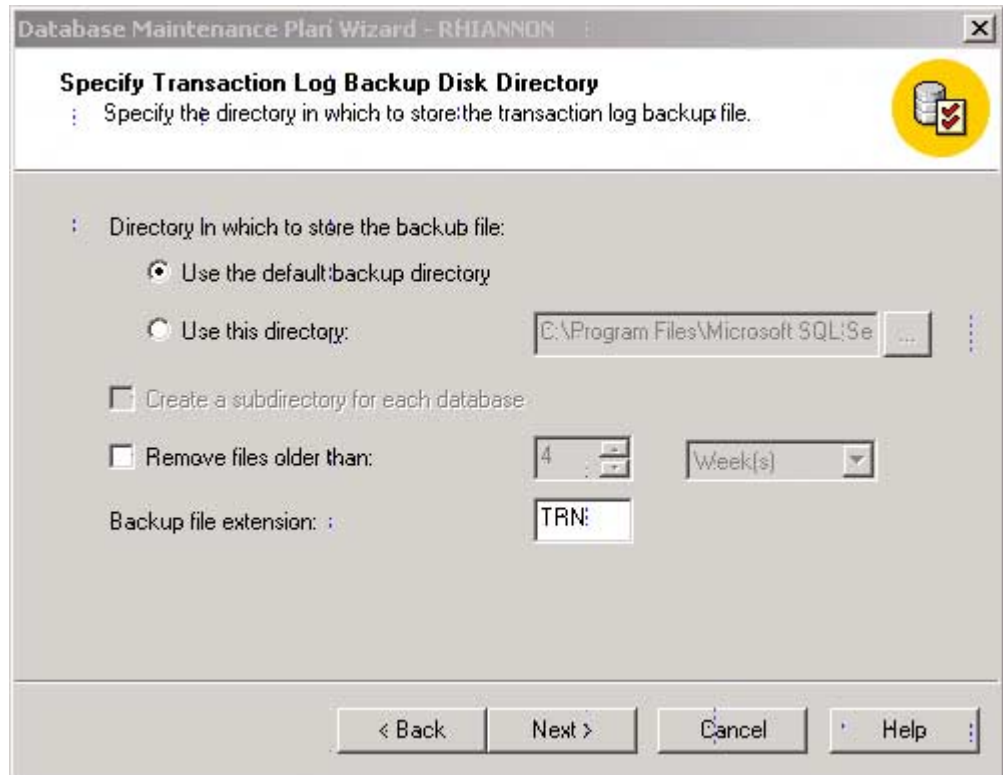 Database Maintenance Plan Wizard - RHIANNON
Specify Transaction Log Backup Disk Directory
Specify the directory in which to store the transaction log backup file.
Directory In which to store the backup file:
Use the default backup directory
Use this directory: C:\Program Files\Microsoft SQL Se ...
Create a subdirectory for each database
Remove files older than: 4 Week(s)
Backup file extension: TRN
< Back Next > Cancel Help